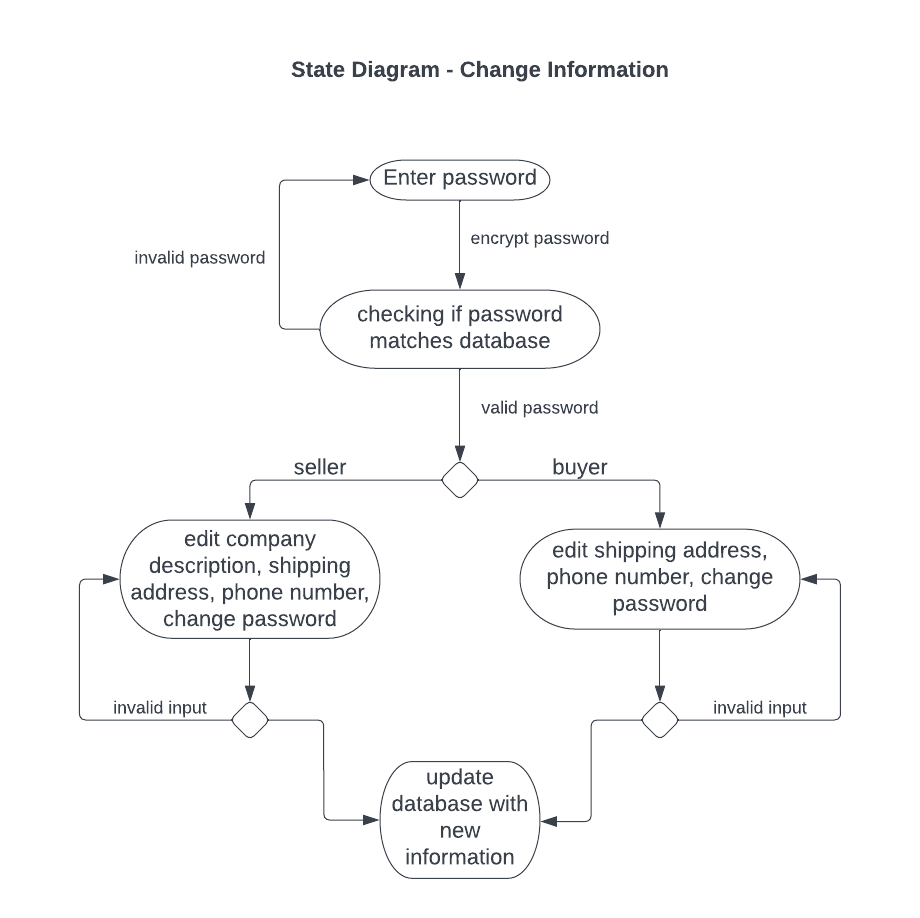 State Diagram - Change Information
Enter password
encrypt password
invalid password
checking if password
matches database
valid password
seller
buyer
edit company
description, shipping
address, phone number,
change password
edit shipping address,
phone number, change
password
invalid input
invalid input
update
database with
new
information